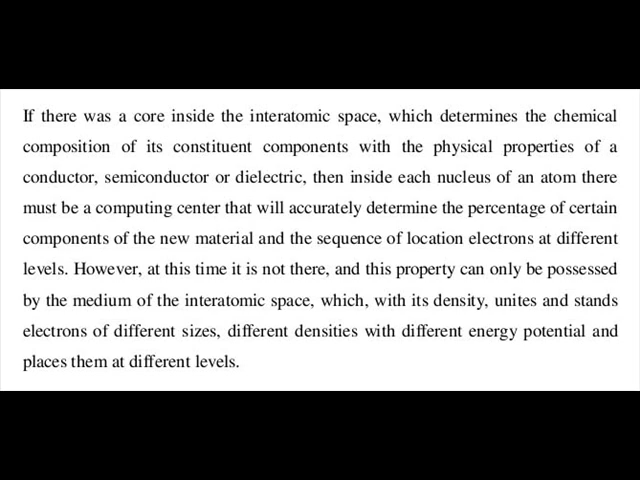 If there was a core inside the interatomic space, which determines the chemical
composition of its constituent components with the physical properties of a
conductor, semiconductor or dielectric, then inside each nucleus of an atom there
must be a computing center that will accurately determine the percentage of certain
components of the new material and the sequence of location electrons at different
levels. However, at this time it is not there, and this property can only be possessed
by the medium of the interatomic space, which, with its density, unites and stands
electrons of different sizes, different densities with different energy potential and
places them at different levels.